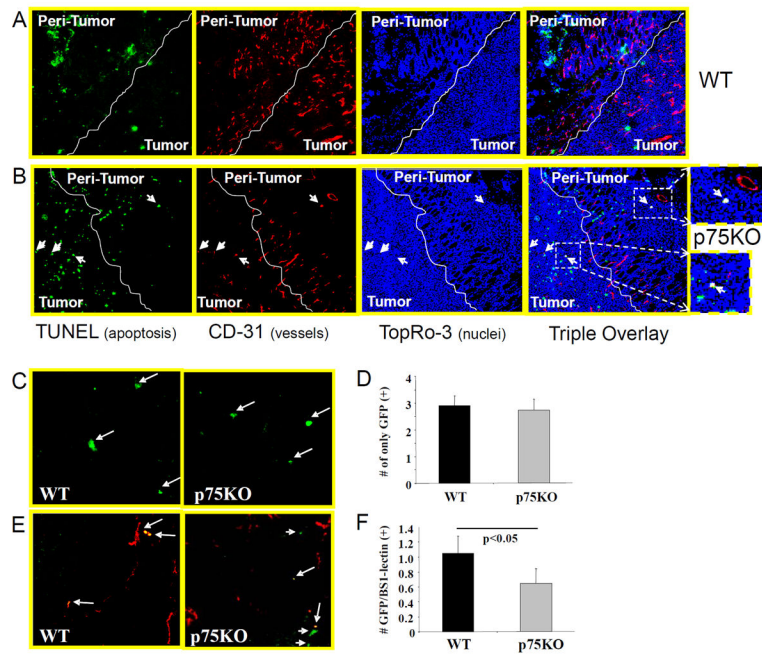 A
Peri-Tumor
Tumor
Peri-Tumor
Tumor
Peri-Tumor
Tumor
Peri-Tumor
Tumor
WT
B
Peri-Tumor
Tumor
Peri-Tumor
Tumor
Peri-Tumor
Tumor
Peri-Tumor
Tumor
p75KO
TUNEL (apoptosis)
CD-31 (vessels)
TopRo-3 (nuclei)
Triple Overlay
C
WT
p75KO
D
# of only GFP (+)
4
3
2
1
0
WT
p75KO
E
WT
p75KO
F
# GFP/BS1-lectin (+)
1.4
1.2
1.0
0.8
0.6
0.4
0.2
0
p<0.05
WT
p75KO